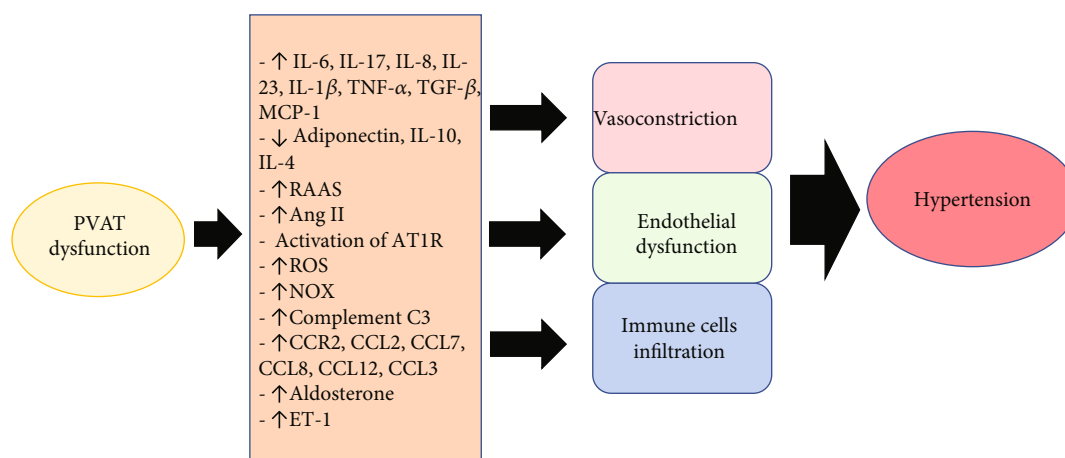 PVAT
dysfunction
- ↑ IL-6, IL-17, IL-8, IL-
23, IL-1β, TNF-α, TGF-β,
MCP-1
- ↓ Adiponectin, IL-10,
IL-4
- ↑RAAS
- ↑Ang II
- Activation of AT1R
- ↑ROS
- ↑NOX
- ↑Complement C3
- ↑CCR2, CCL2, CCL7,
CCL8, CCL12, CCL3
- ↑Aldosterone
- ↑ET-1
Vasoconstriction
Endothelial
dysfunction
Immune cells
infiltration
Hypertension